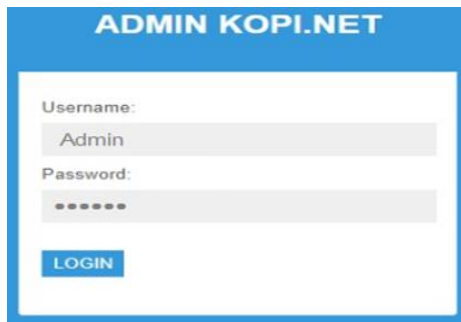 ADMIN KOPI.NET
Username:
Admin
Password:
••••••
LOGIN